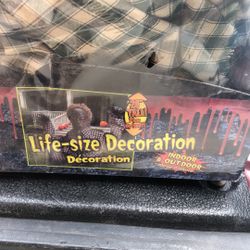 Life-size Decoration
Décoration
INDOOR
& OUTDOOR